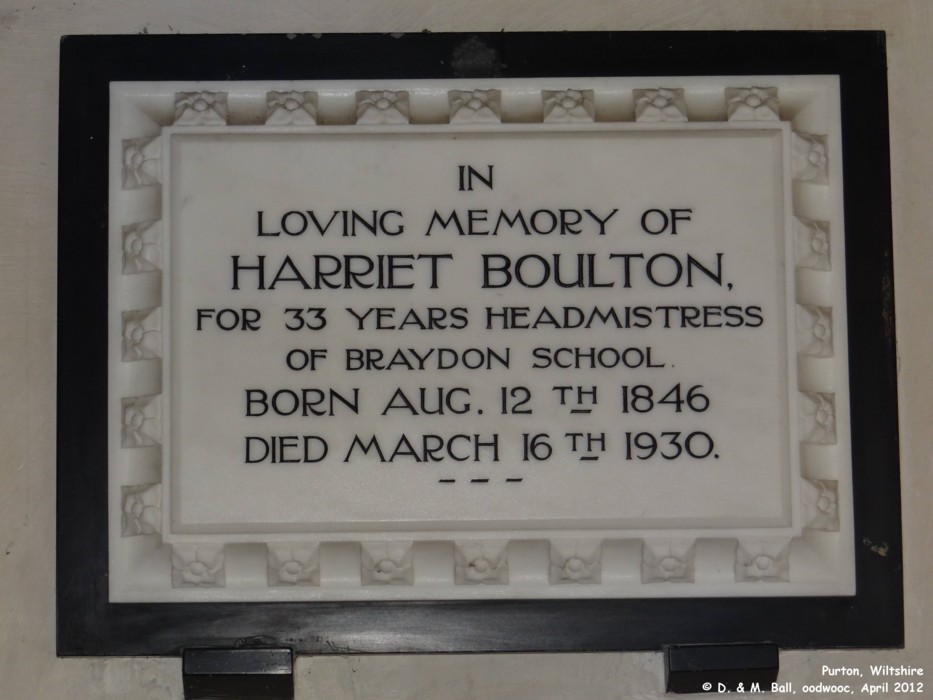 IN
LOVING MEMORY OF
HARRIET BOULTON,
FOR 33 YEARS HEADMISTRESS
OF BRAYDON SCHOOL.
BORN AUG. 12 TH 1846
DIED MARCH 16 TH 1930.
Purton, Wiltshire
© D. & M. Ball, oodwooc, April 2012